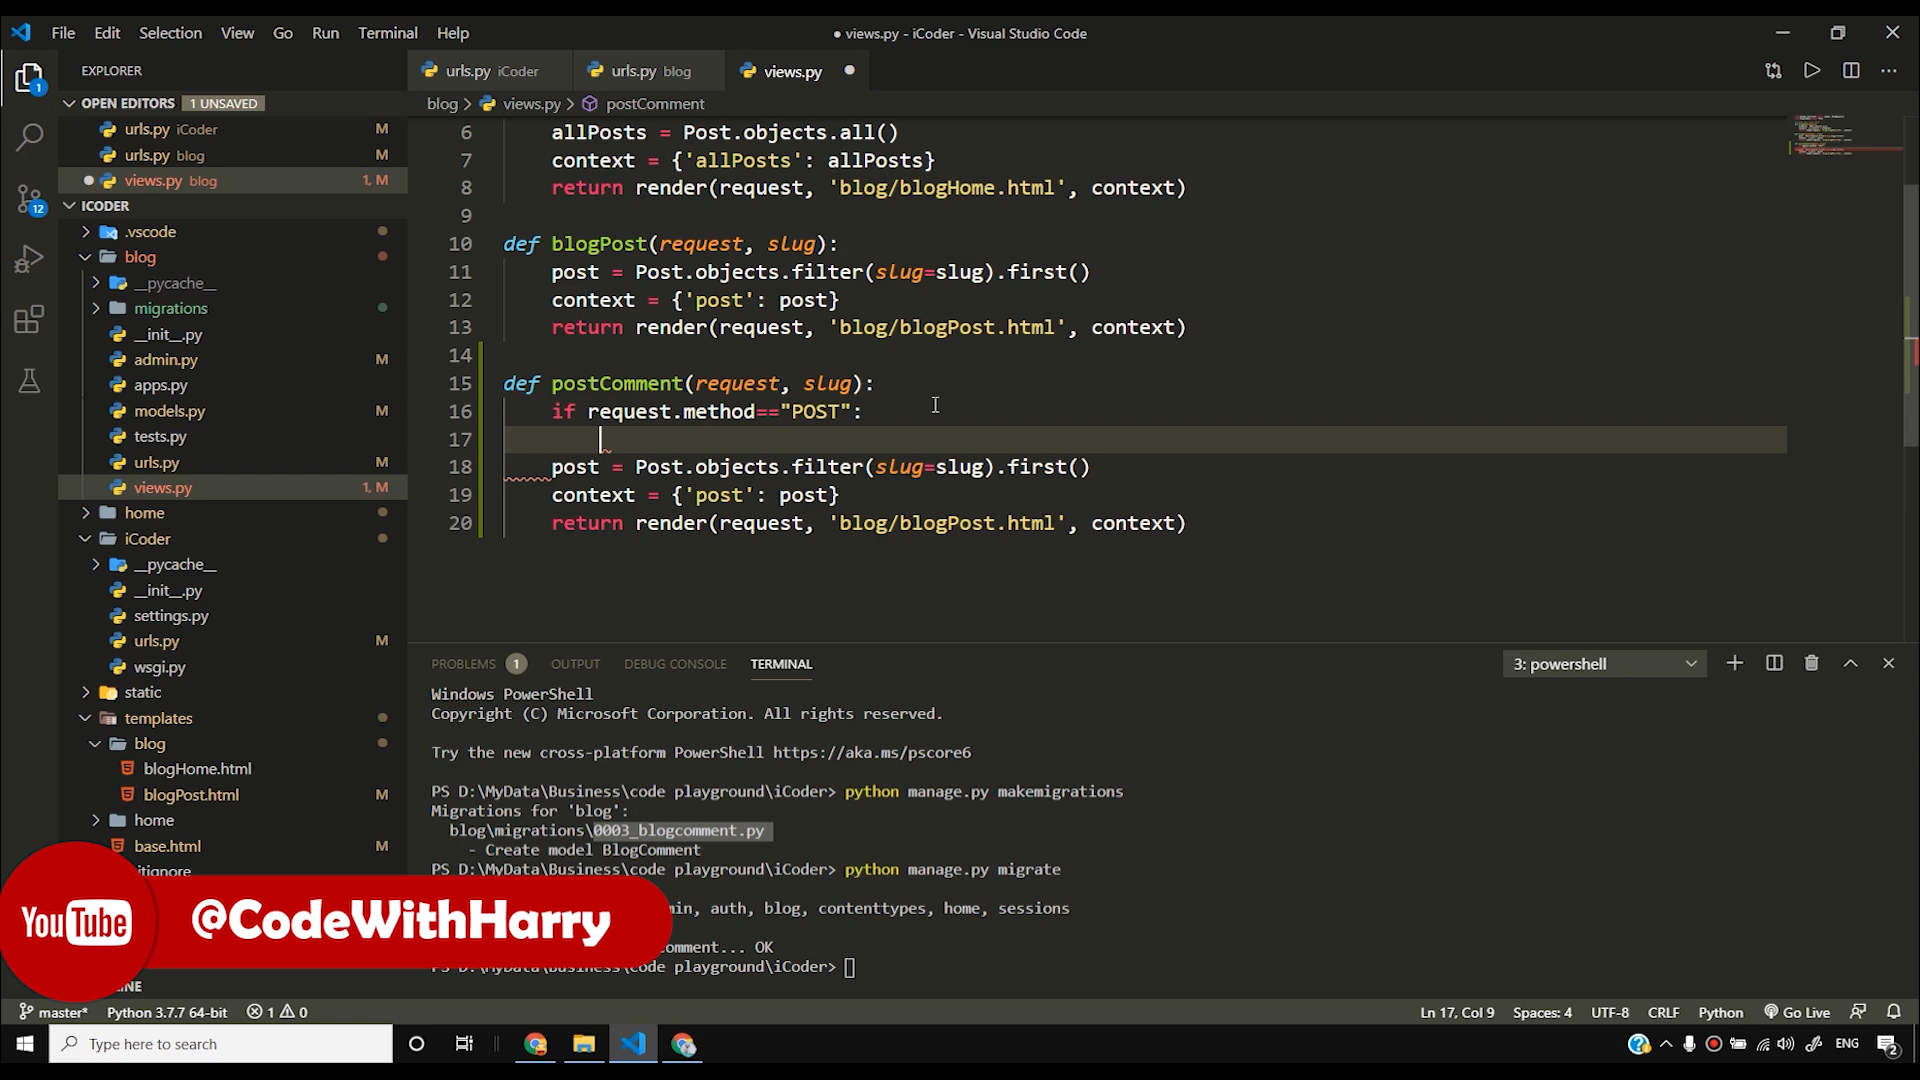 File Edit Selection View Go Run Terminal Help
● views.py - iCoder - Visual Studio Code
EXPLORER
OPEN EDITORS 1 UNSAVED
urls.py iCoder M
urls.py blog M
views.py blog 1, M
ICODER
.vscode
blog
__pycache__
migrations
__init__.py
admin.py M
apps.py
models.py M
tests.py
urls.py M
views.py 1, M
home
iCoder
__pycache__
__init__.py
settings.py
urls.py M
wsgi.py
static
templates
blog
blogHome.html
blogPost.html M
home
base.html M
itignore
INE
1
12
urls.py iCoder
urls.py blog
views.py
blog > views.py > postComment
6 allPosts = Post.objects.all()
7 context = {'allPosts': allPosts}
8 return render(request, 'blog/blogHome.html', context)
9
10 def blogPost(request, slug):
11 post = Post.objects.filter(slug=slug).first()
12 context = {'post': post}
13 return render(request, 'blog/blogPost.html', context)
14
15 def postComment(request, slug):
16 if request.method=="POST":
17
18 post = Post.objects.filter(slug=slug).first()
19 context = {'post': post}
20 return render(request, 'blog/blogPost.html', context)
PROBLEMS 1 OUTPUT DEBUG CONSOLE TERMINAL
3: powershell
Windows PowerShell
Copyright (C) Microsoft Corporation. All rights reserved.
Try the new cross-platform PowerShell https://aka.ms/pscore6
PS D:\MyData\Business\code playground\iCoder> python manage.py makemigrations
Migrations for 'blog':
blog\migrations\0003_blogcomment.py
- Create model BlogComment
PS D:\MyData\Business\code playground\iCoder> python manage.py migrate
min, auth, blog, contenttypes, home, sessions
comment... OK
PS D:\MyData\Business\code playground\iCoder>
YouTube
@CodeWithHarry
master* Python 3.7.7 64-bit 1 0
Ln 17, Col 9 Spaces: 4 UTF-8 CRLF Python Go Live
Type here to search
ENG
2